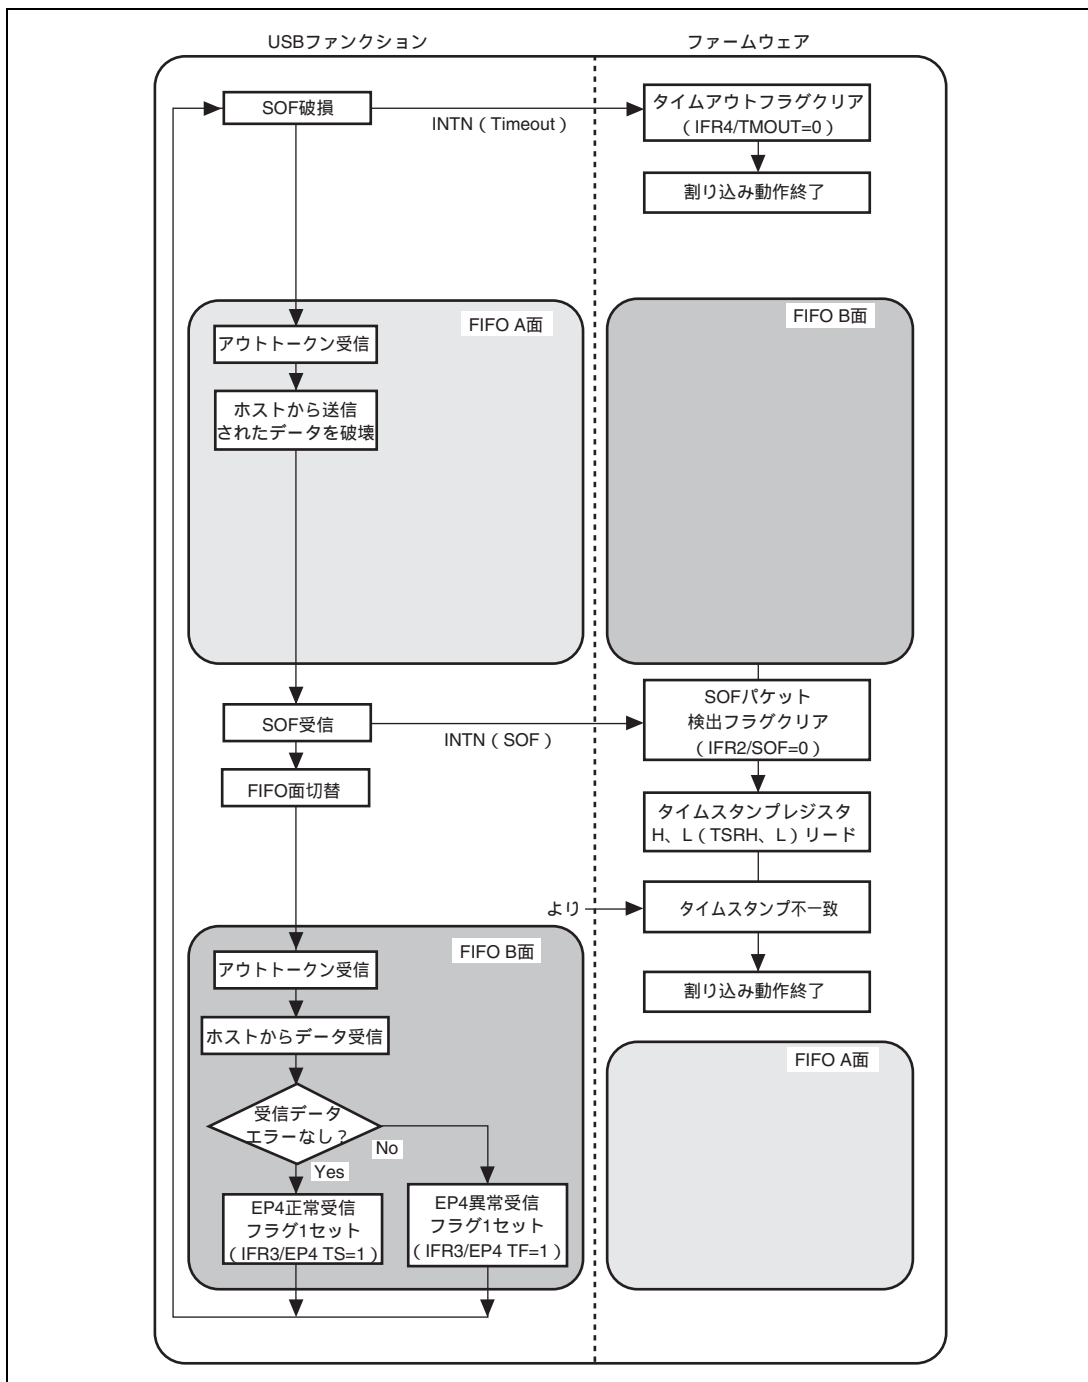 USBファンクション
ファームウェア
SOF破損
INTN ( Timeout )
タイムアウトフラグクリア
( IFR4/TMOUT=0 )
割り込み動作終了
FIFO A面
アウトトークン受信
ホストから送信
されたデータを破壊
FIFO B面
SOF受信
INTN ( SOF )
FIFO面切替
SOFパケット
検出フラグクリア
( IFR2/SOF=0 )
タイムスタンプレジスタ
H、L ( TSRH、L ) リード
より
タイムスタンプ不一致
割り込み動作終了
FIFO B面
アウトトークン受信
ホストからデータ受信
受信データ
エラーなし?
No
Yes
EP4正常受信
フラグ1セット
( IFR3/EP4 TS=1 )
EP4異常受信
フラグ1セット
( IFR3/EP4 TF=1 )
FIFO A面